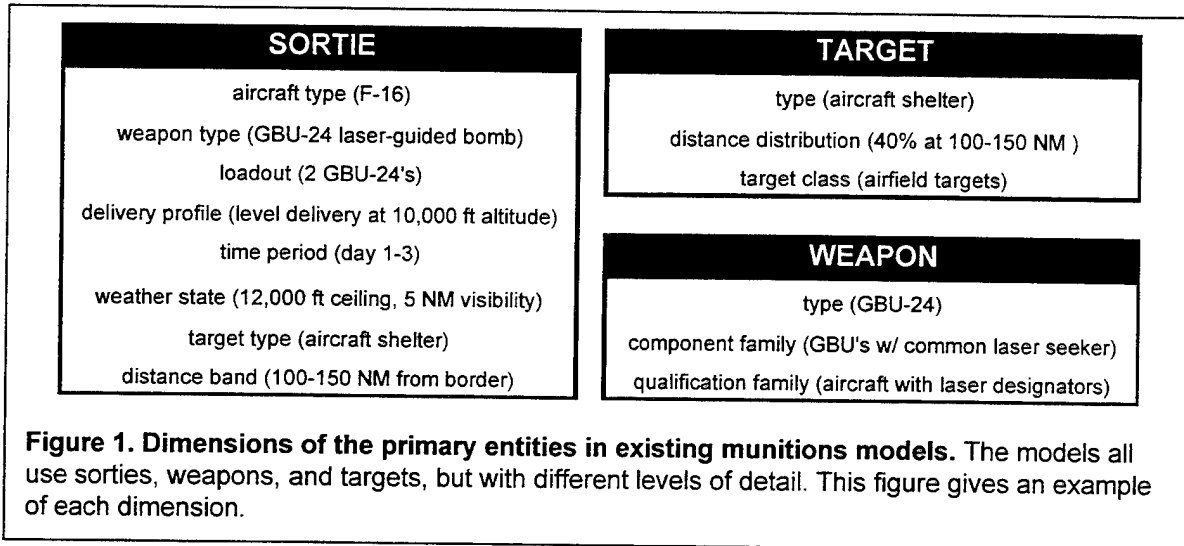 SORTIE
aircraft type (F-16)
weapon type (GBU-24 laser-guided bomb)
loadout (2 GBU-24's)
delivery profile (level delivery at 10,000 ft altitude)
time period (day 1-3)
weather state (12,000 ft ceiling, 5 NM visibility)
target type (aircraft shelter)
distance band (100-150 NM from border)
TARGET
type (aircraft shelter)
distance distribution (40% at 100-150 NM )
target class (airfield targets)
WEAPON
type (GBU-24)
component family (GBU's w/ common laser seeker)
qualification family (aircraft with laser designators)
Figure 1. Dimensions of the primary entities in existing munitions models. The models all
use sorties, weapons, and targets, but with different levels of detail. This figure gives an example
of each dimension.